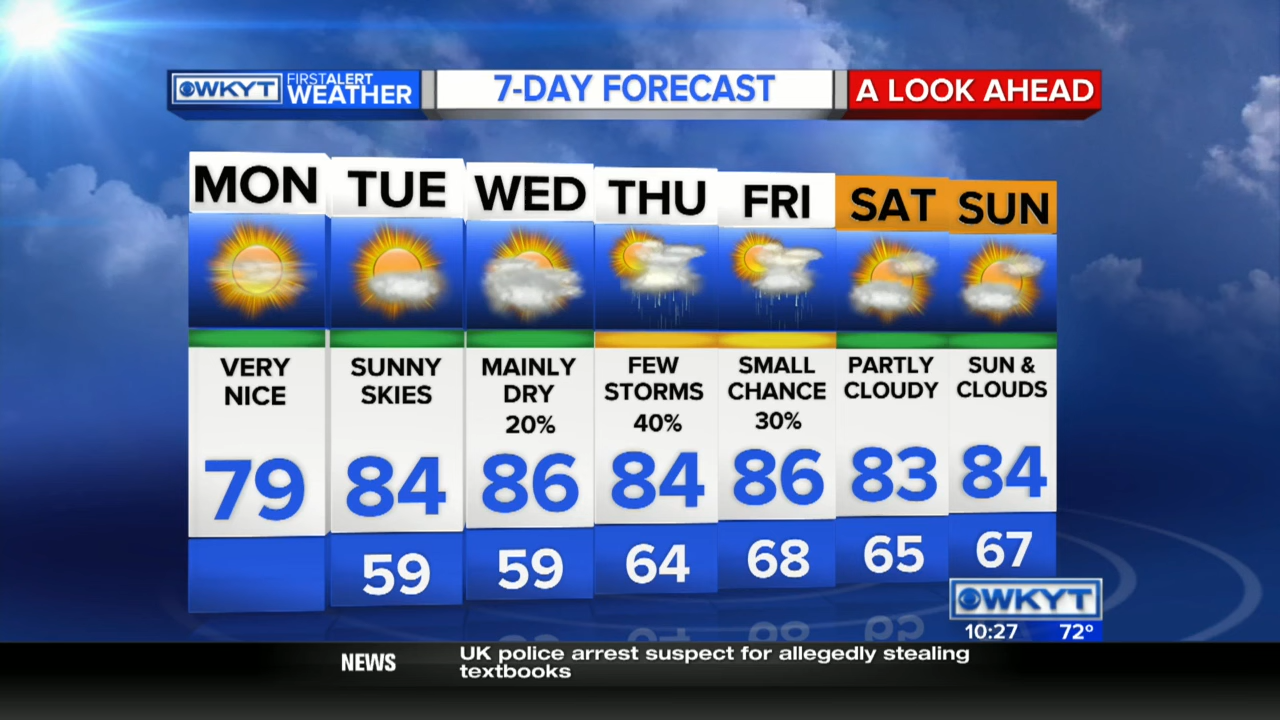 WKYT FIRST ALERT WEATHER
7-DAY FORECAST
A LOOK AHEAD
MON TUE WED THU FRI SAT SUN
VERY NICE
SUNNY SKIES
MAINLY DRY 20%
FEW STORMS 40%
SMALL CHANCE 30%
PARTLY CLOUDY
SUN & CLOUDS
79 84 86 84 86 83 84
59 59 64 68 65 67
WKYT
10:27 72°
NEWS
UK police arrest suspect for allegedly stealing
textbooks